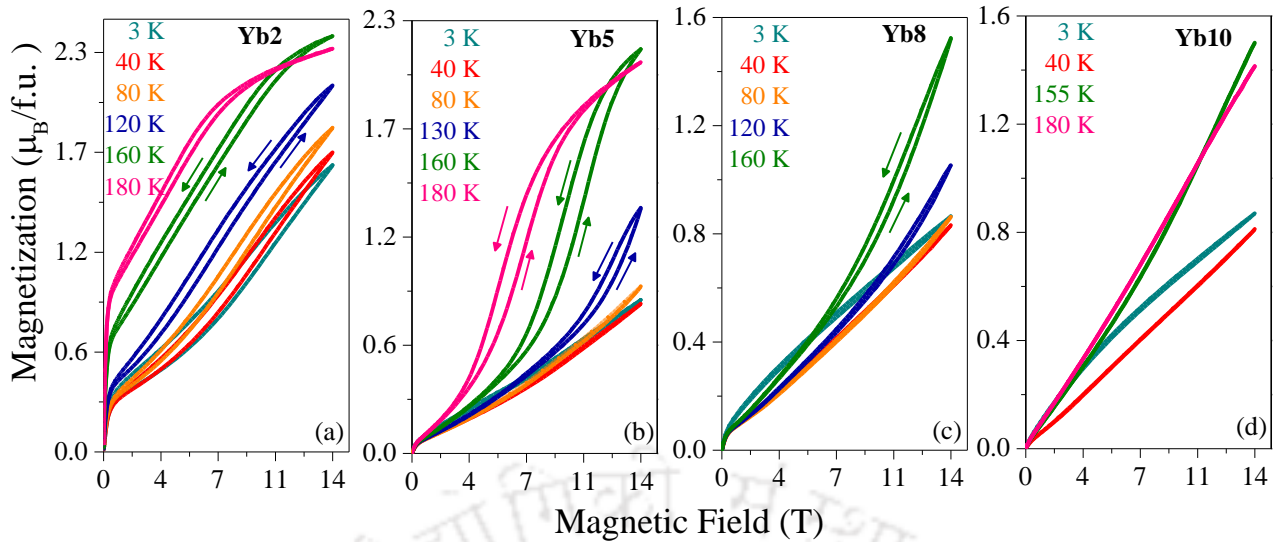 Magnetization (μ_B/f.u.)
2.3
1.7
1.2
0.6
0.0
3 K
40 K
80 K
120 K
160 K
180 K
Yb2
(a)
0 4 7 11 14
2.3
1.7
1.2
0.6
0.0
3 K
40 K
80 K
130 K
160 K
180 K
Yb5
(b)
0 4 7 11 14
1.6
1.2
0.8
0.4
0.0
3 K
40 K
80 K
120 K
160 K
Yb8
(c)
0 4 7 11 14
1.6
1.2
0.8
0.4
0.0
3 K
40 K
155 K
180 K
Yb10
(d)
0 4 7 11 14
Magnetic Field (T)